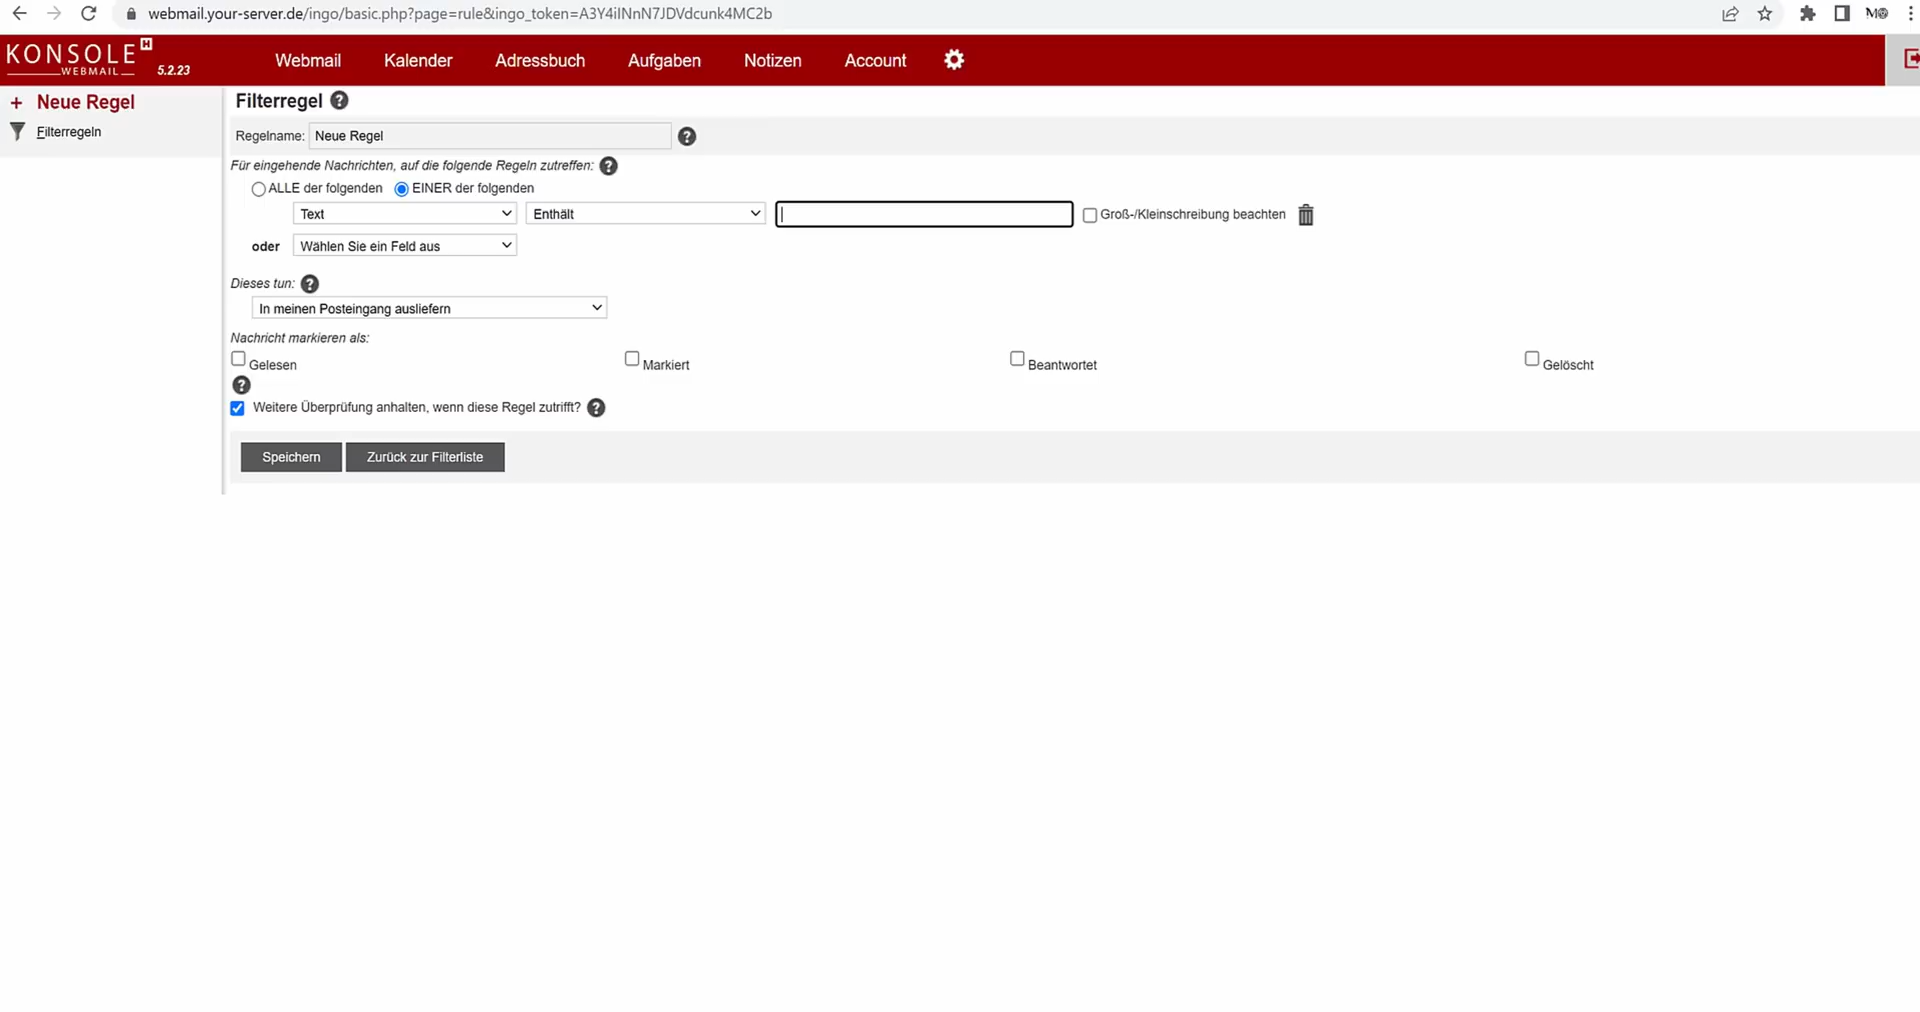 webmail.your-server.de/ingo/basic.php?page=rule&ingo_token=A3Y4iINnN7JDVdcunk4MC2b
KONSOLE H
WEBMAIL 5.2.23
Webmail Kalender Adressbuch Aufgaben Notizen Account
+ Neue Regel
Filterregeln
Filterregel ?
Regelname: Neue Regel ?
Für eingehende Nachrichten, auf die folgende Regeln zutreffen: ?
ALLE der folgenden EINER der folgenden
Text Enthält Groß-/Kleinschreibung beachten
oder Wählen Sie ein Feld aus
Dieses tun: ?
In meinen Posteingang ausliefern
Nachricht markieren als:
Gelesen Markiert Beantwortet Gelöscht
?
Weitere Überprüfung anhalten, wenn diese Regel zutrifft? ?
Speichern Zurück zur Filterliste